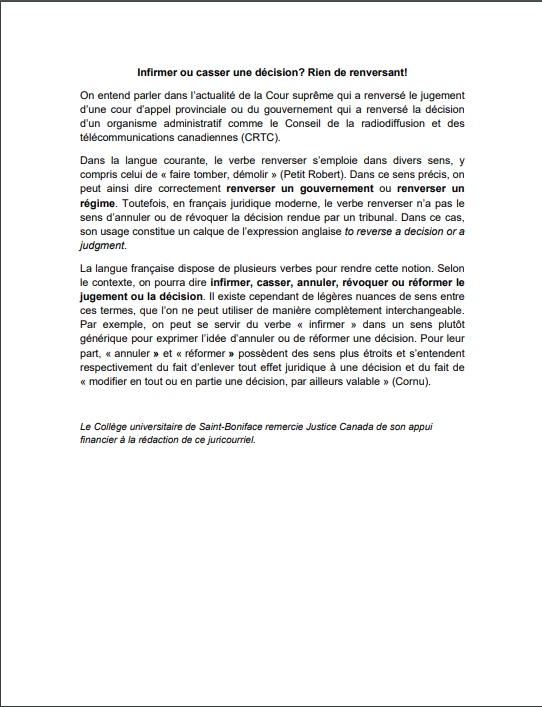 Infirmer ou casser une décision? Rien de renversant!
On entend parler dans l’actualité de la Cour suprême qui a renversé le jugement
d’une cour d’appel provinciale ou du gouvernement qui a renversé la décision
d’un organisme administratif comme le Conseil de la radiodiffusion et des
télécommunications canadiennes (CRTC).
Dans la langue courante, le verbe renverser s’emploie dans divers sens, y
compris celui de « faire tomber, démolir » (Petit Robert). Dans ce sens précis, on
peut ainsi dire correctement renverser un gouvernement ou renverser un
régime. Toutefois, en français juridique moderne, le verbe renverser n’a pas le
sens d’annuler ou de révoquer la décision rendue par un tribunal. Dans ce cas,
son usage constitue un calque de l’expression anglaise to reverse a decision or a
judgment.
La langue française dispose de plusieurs verbes pour rendre cette notion. Selon
le contexte, on pourra dire infirmer, casser, annuler, révoquer ou réformer le
jugement ou la décision. Il existe cependant de légères nuances de sens entre
ces termes, que l’on ne peut utiliser de manière complètement interchangeable.
Par exemple, on peut se servir du verbe « infirmer » dans un sens plutôt
générique pour exprimer l’idée d’annuler ou de réformer une décision. Pour leur
part, « annuler » et « réformer » possèdent des sens plus étroits et s’entendent
respectivement du fait d’enlever tout effet juridique à une décision et du fait de
« modifier en tout ou en partie une décision, par ailleurs valable » (Cornu).
Le Collège universitaire de Saint-Boniface remercie Justice Canada de son appui
financier à la rédaction de ce juricourriel.